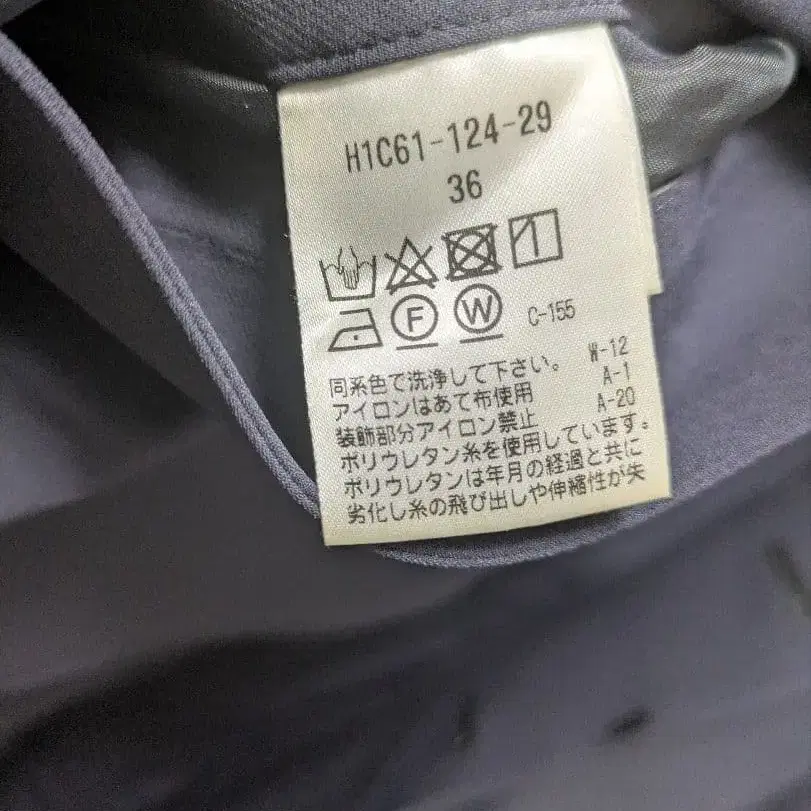 H1C61-124-29
36
F W C-155
同系色で洗浄して下さい。 W-12
アイロンはあて布使用 A-1
装飾部分アイロン禁止 A-20
ポリウレタン糸を使用しています。
ポリウレタンは年月の経過と共に
劣化し糸の飛び出しや伸縮性が失